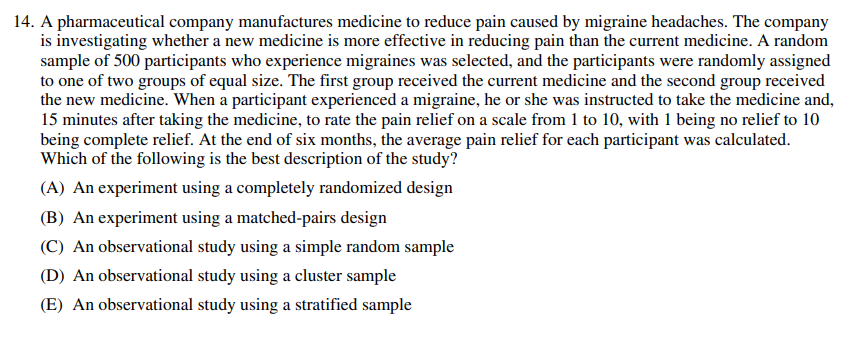 14. A pharmaceutical company manufactures medicine to reduce pain caused by migraine headaches. The company
is investigating whether a new medicine is more effective in reducing pain than the current medicine. A random
sample of 500 participants who experience migraines was selected, and the participants were randomly assigned
to one of two groups of equal size. The first group received the current medicine and the second group received
the new medicine. When a participant experienced a migraine, he or she was instructed to take the medicine and,
15 minutes after taking the medicine, to rate the pain relief on a scale from 1 to 10, with 1 being no relief to 10
being complete relief. At the end of six months, the average pain relief for each participant was calculated.
Which of the following is the best description of the study?
(A) An experiment using a completely randomized design
(B) An experiment using a matched-pairs design
(C) An observational study using a simple random sample
(D) An observational study using a cluster sample
(E) An observational study using a stratified sample